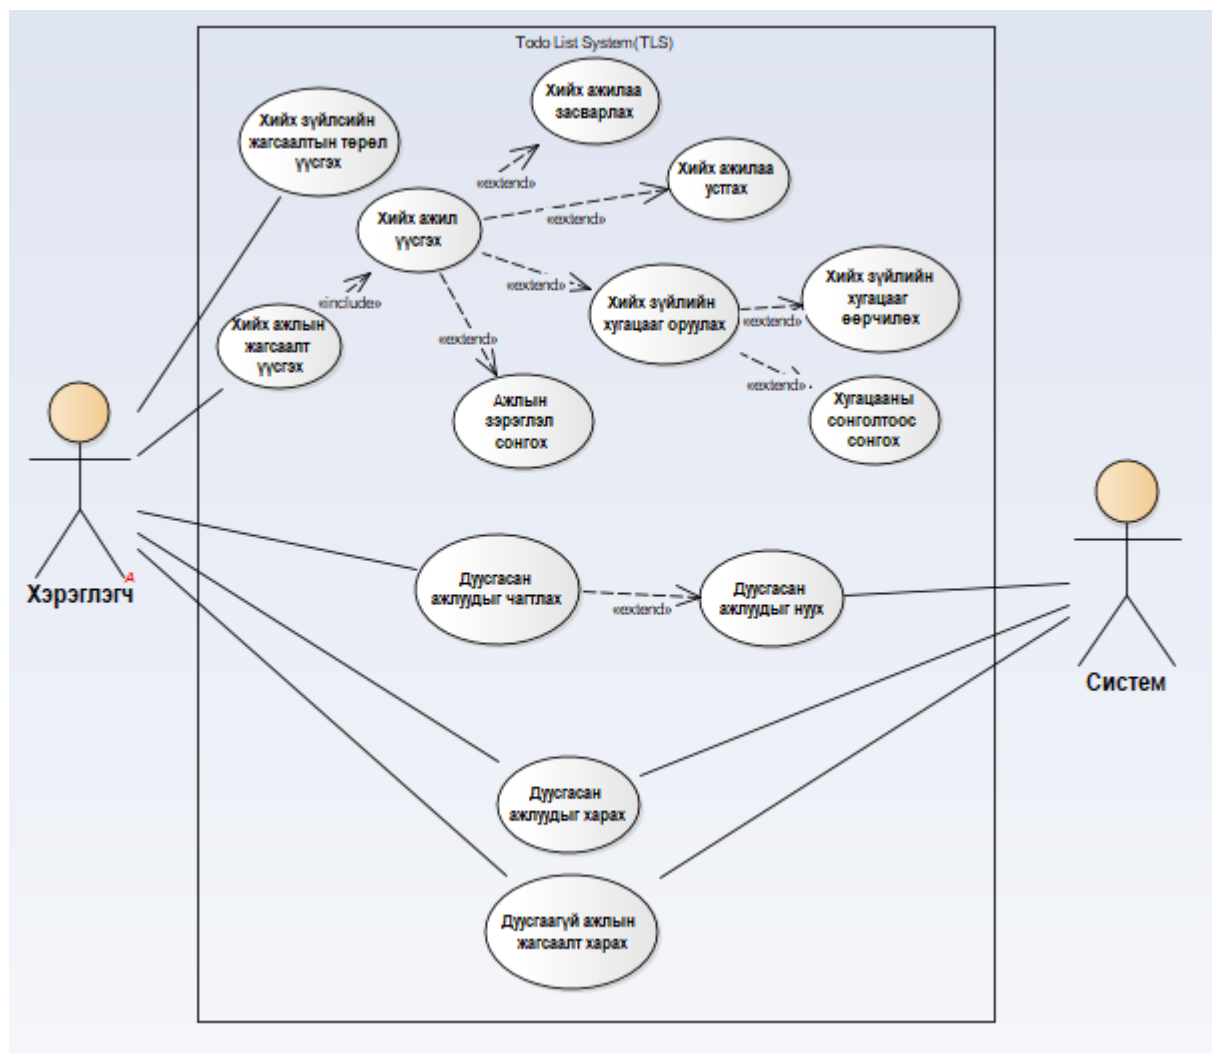 Todo List System(TLS)
Хийх зүйлсийн
жагсаалтын төрөл
үүсгэх
Хийх ажилаа
засварлах
«extend»
Хийх ажилаа
устгах
«extend»
Хийх ажил
үүсгэх
«extend»
Хийх зүйлийн
хугацааг оруулах
Хийх зүйлийн
хугацааг
өөрчилөх
«extend»
«include»
Хийх ажлын
жагсаалт
үүсгэх
«extend»
«extend»
Ажлын
зэрэглэл
сонгох
Хугацааны
сонголтоос
сонгох
Хэрэглэгч
Дуусгасан
ажлуудыг чагтлах
«extend»
Дуусгасан
ажлуудыг нуух
Систем
Дуусгасан
ажлуудыг харах
Дуусгаагүй ажлын
жагсаалт харах